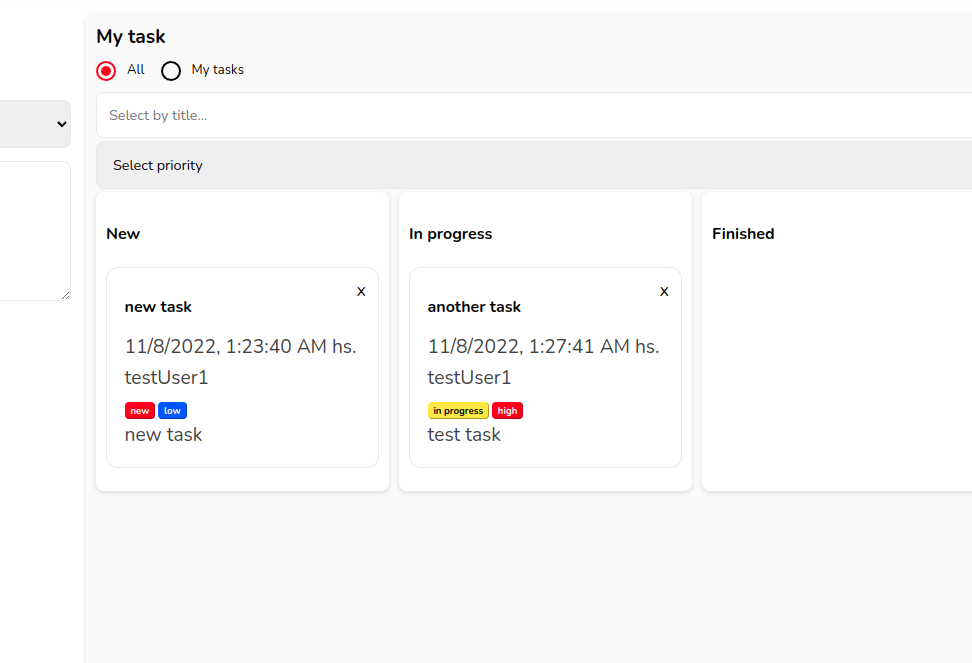 My task
All
My tasks
Select by title...
Select priority
New
new task
X
11/8/2022, 1:23:40 AM hs.
testUser1
new
low
new task
In progress
another task
X
11/8/2022, 1:27:41 AM hs.
testUser1
in progress
high
test task
Finished